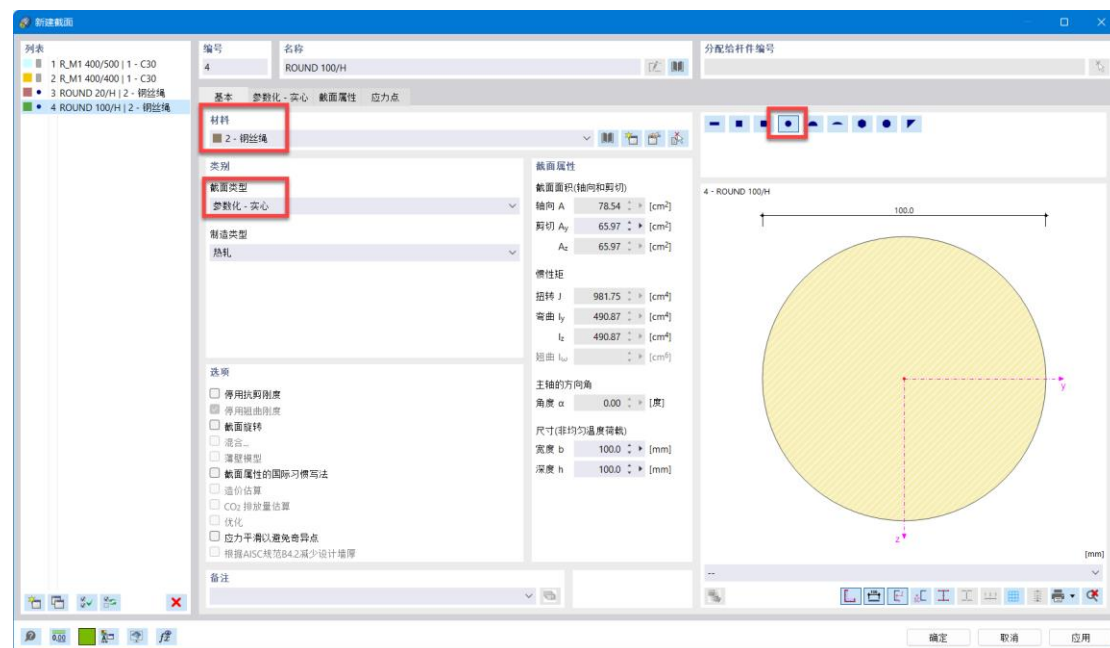 新建截面
列表
1 R_M1 400/500 | 1 - C30
2 R_M1 400/400 | 1 - C30
3 ROUND 20/H | 2 - 钢丝绳
4 ROUND 100/H | 2 - 钢丝绳
编号
4
名称
ROUND 100/H
分配给杆件编号
基本 参数化 - 实心 截面属性 应力点
材料
2 - 钢丝绳
类别
截面类型
参数化 - 实心
制造类型
热轧
选项
停用抗剪刚度
停用翘曲刚度
截面旋转
混合...
薄壁模型
截面属性的国际习惯写法
造价估算
CO₂ 排放量估算
优化
应力平滑以避免奇异点
根据AISC规范B4.2减少设计墙厚
截面属性
截面面积(轴向和剪切)
轴向 A 78.54 [cm²]
剪切 Ay 65.97 [cm²]
Az 65.97 [cm²]
惯性矩
扭转 J 981.75 [cm⁴]
弯曲 Iy 490.87 [cm⁴]
Iz 490.87 [cm⁴]
翘曲 Iω [cm⁶]
主轴的方向角
角度 α 0.00 [度]
尺寸(非均匀温度荷载)
宽度 b 100.0 [mm]
深度 h 100.0 [mm]
4 - ROUND 100/H
100.0
y
z
[mm]
--
备注
确定 取消 应用